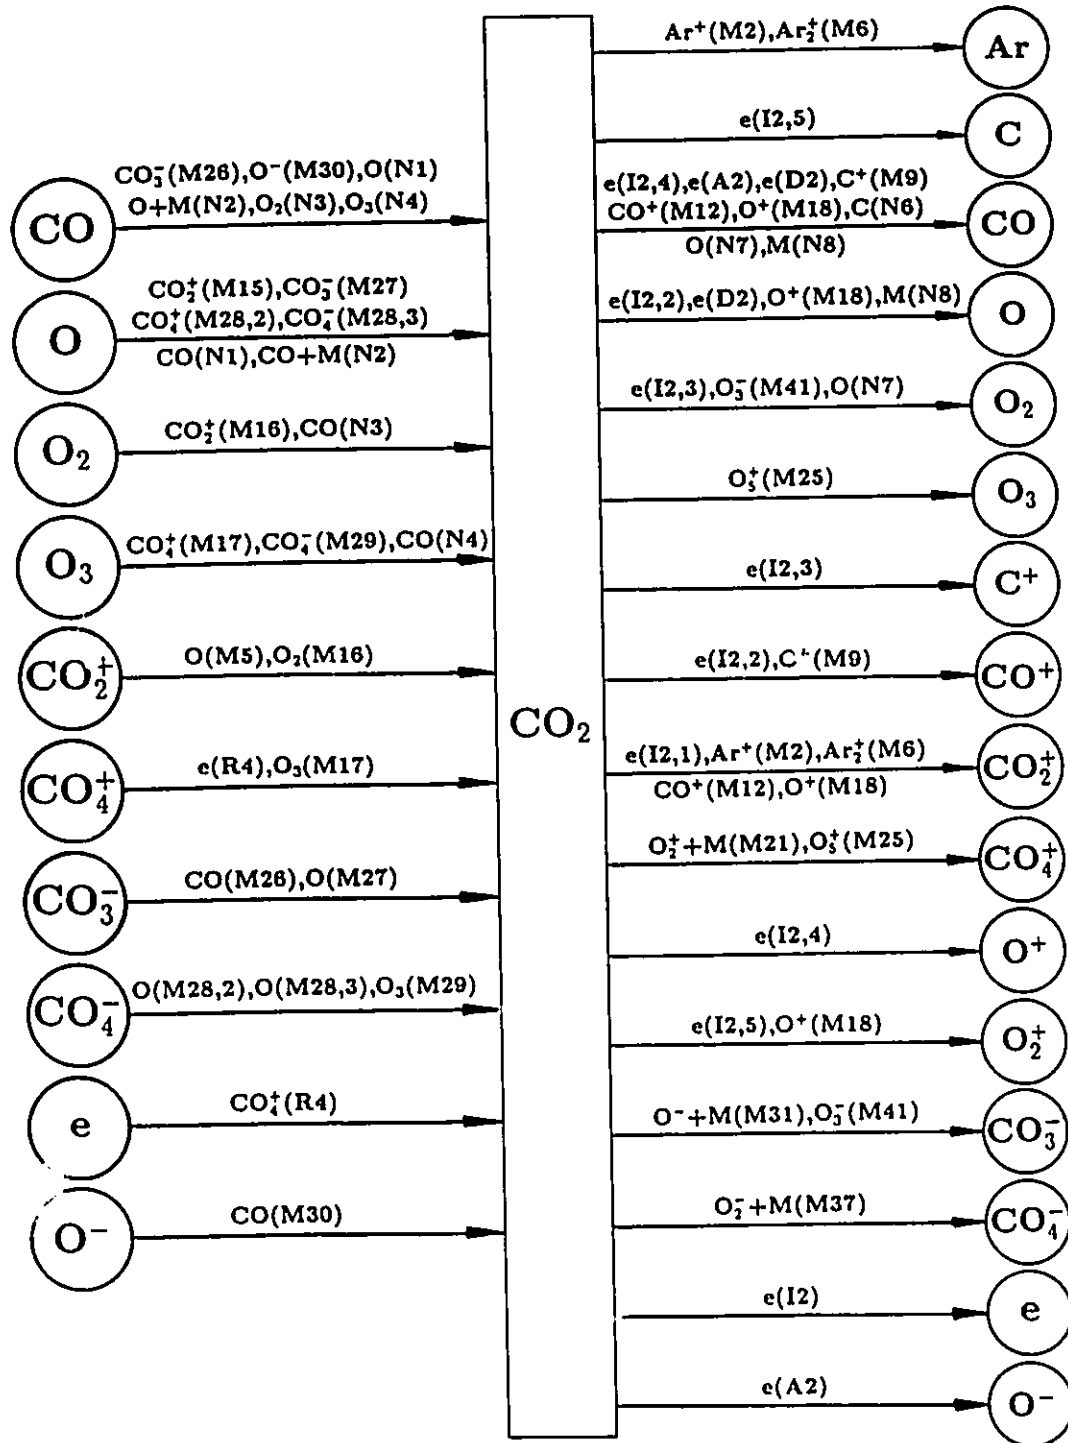 CO
CO₃⁻(M26),O⁻(M30),O(N1)
O+M(N2),O₂(N3),O₃(N4)
O
CO₂⁺(M15),CO₃⁻(M27)
CO₄⁺(M28,2),CO₄⁻(M28,3)
CO(N1),CO+M(N2)
O₂
CO₂⁺(M16),CO(N3)
O₃
CO₄⁺(M17),CO₄⁻(M29),CO(N4)
CO₂⁺
O(M5),O₂(M16)
CO₄⁺
e(R4),O₃(M17)
CO₃⁻
CO(M26),O(M27)
CO₄⁻
O(M28,2),O(M28,3),O₃(M29)
e
CO₄⁺(R4)
O⁻
CO(M30)
CO₂
Ar⁺(M2),Ar₂⁺(M6)
Ar
e(I2,5)
C
e(I2,4),e(A2),e(D2),C⁺(M9)
CO⁺(M12),O⁺(M18),C(N6)
O(N7),M(N8)
CO
e(I2,2),e(D2),O⁺(M18),M(N8)
O
e(I2,3),O₃⁻(M41),O(N7)
O₂
O₅⁺(M25)
O₃
e(I2,3)
C⁺
e(I2,2),C⁺(M9)
CO⁺
e(I2,1),Ar⁺(M2),Ar₂⁺(M6)
CO⁺(M12),O⁺(M18)
CO₂⁺
O₂⁺+M(M21),O₅⁺(M25)
CO₄⁺
e(I2,4)
O⁺
e(I2,5),O⁺(M18)
O₂⁺
O⁻+M(M31),O₃⁻(M41)
CO₃⁻
O₂⁻+M(M37)
CO₄⁻
e(I2)
e
e(A2)
O⁻